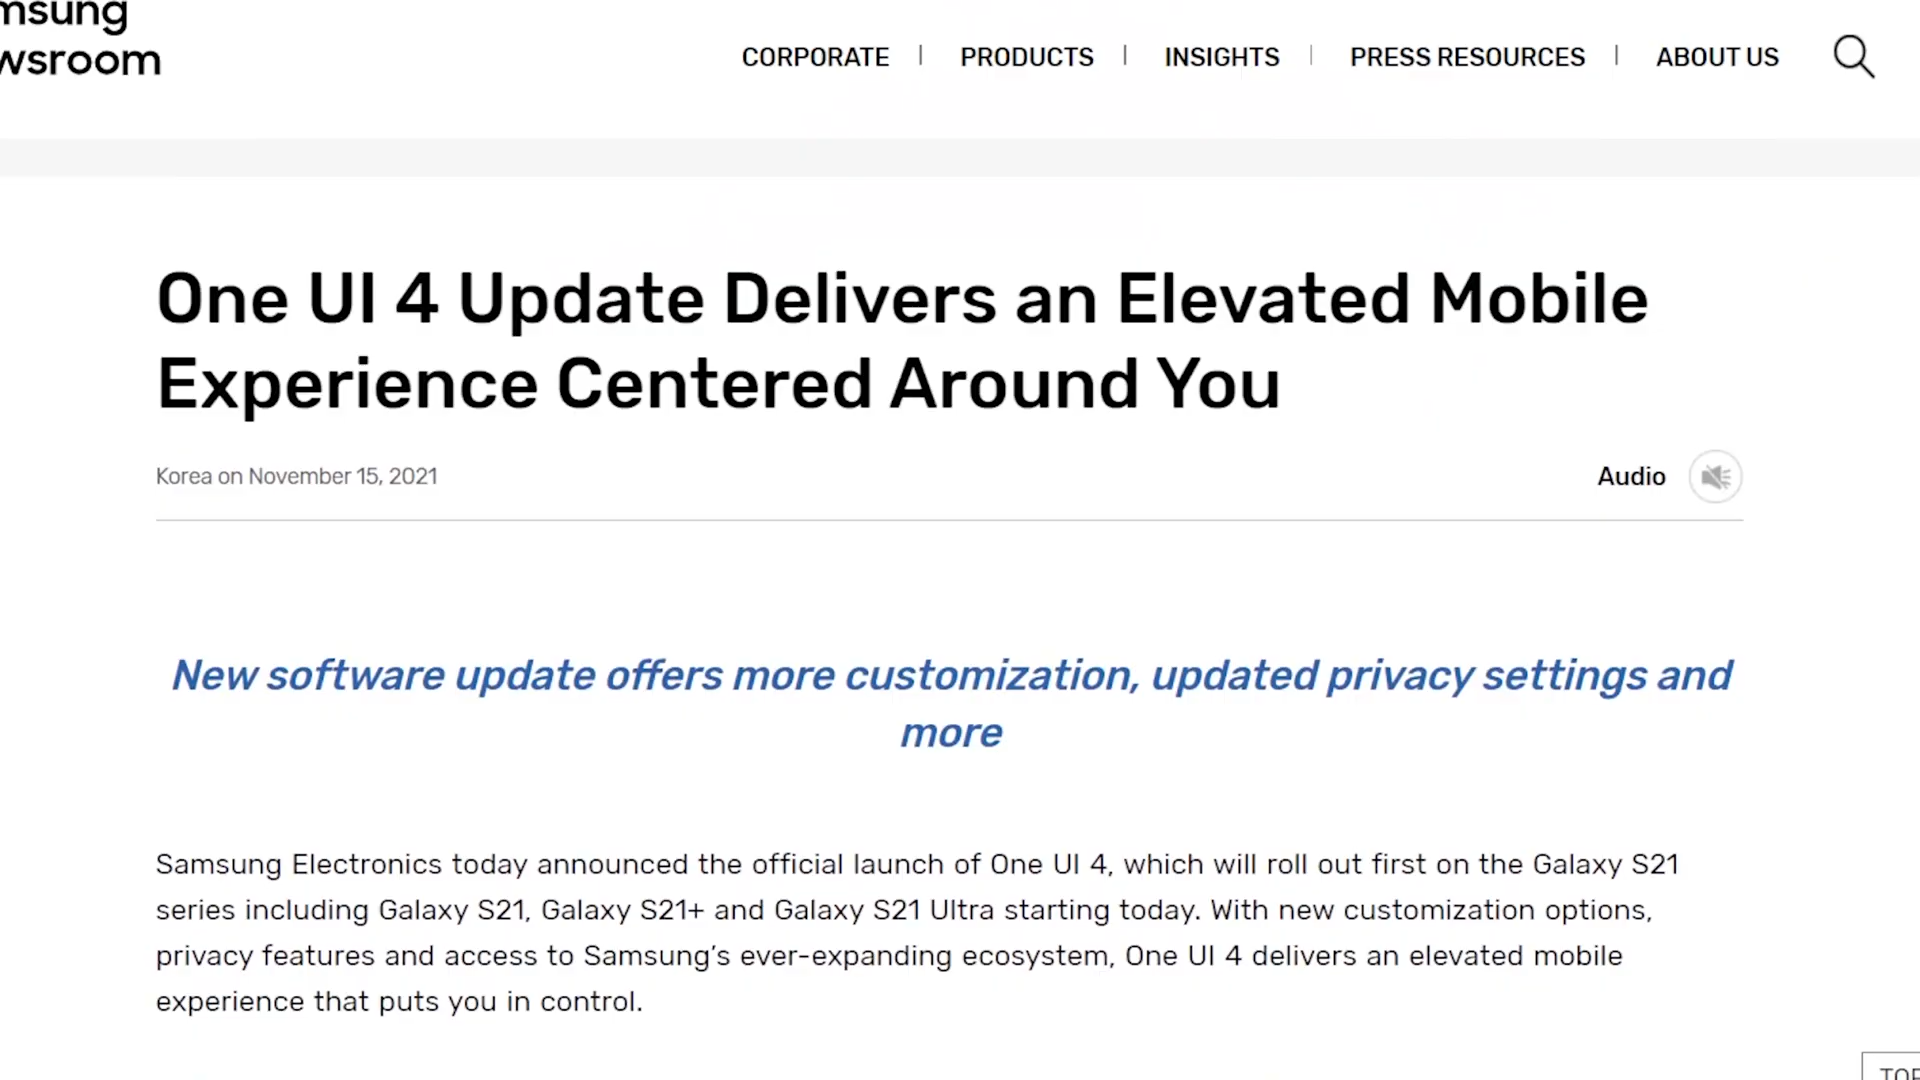 msung
wsroom
CORPORATE | PRODUCTS | INSIGHTS | PRESS RESOURCES | ABOUT US
One UI 4 Update Delivers an Elevated Mobile
Experience Centered Around You
Korea on November 15, 2021
Audio
New software update offers more customization, updated privacy settings and
more
Samsung Electronics today announced the official launch of One UI 4, which will roll out first on the Galaxy S21
series including Galaxy S21, Galaxy S21+ and Galaxy S21 Ultra starting today. With new customization options,
privacy features and access to Samsung’s ever-expanding ecosystem, One UI 4 delivers an elevated mobile
experience that puts you in control.
TOP